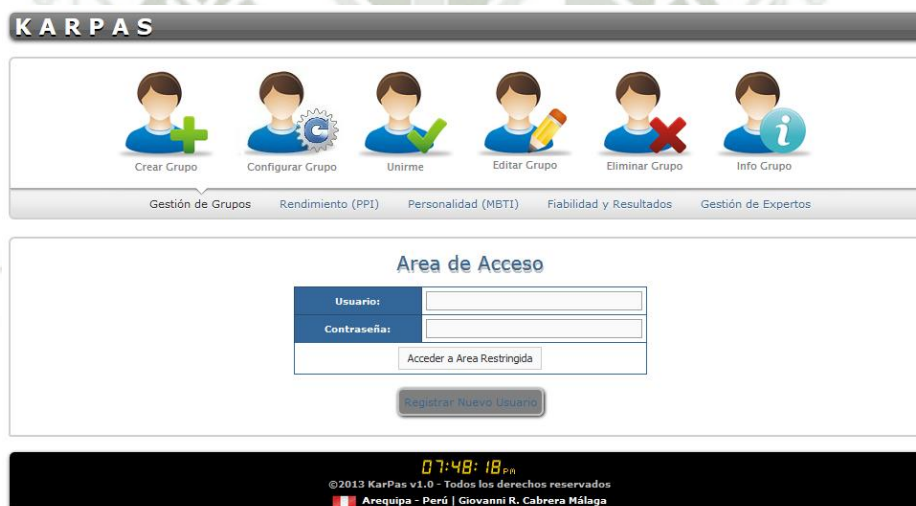 KARPAS
Crear Grupo Configurar Grupo Unirme Editar Grupo Eliminar Grupo Info Grupo
Gestión de Grupos Rendimiento (PPI) Personalidad (MBTI) Fiabilidad y Resultados Gestión de Expertos
Area de Acceso
Usuario:
Contraseña:
Acceder a Area Restringida
Registrar Nuevo Usuario
07:48:18 PM
©2013 KarPas v1.0 - Todos los derechos reservados
Arequipa - Perú | Giovanni R. Cabrera Málaga